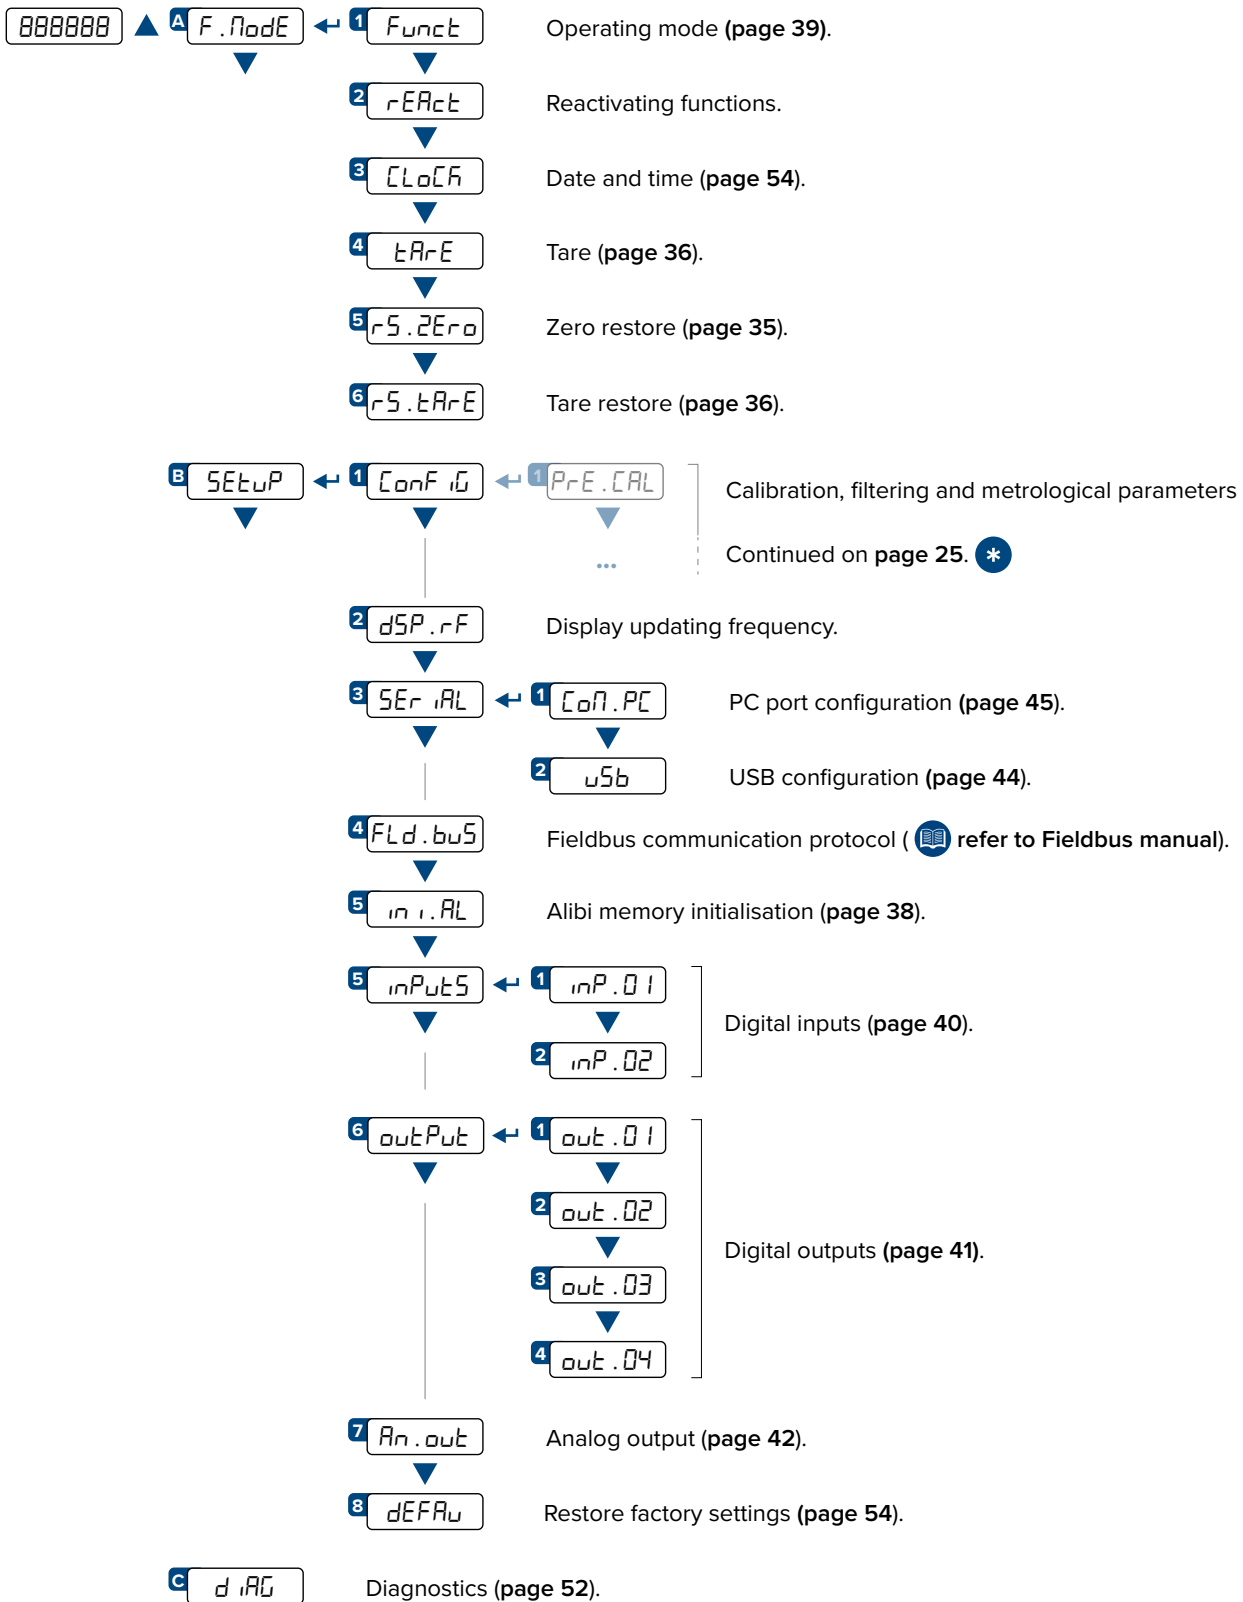 888888 A F.ModE 1 Funct Operating mode (page 39).
2 rEAct Reactivating functions.
3 CLoCK Date and time (page 54).
4 tArE Tare (page 36).
5 rS.ZEro Zero restore (page 35).
6 rS.tArE Tare restore (page 36).
B SEtuP 1 ConFiG 1 PrE.CAL
Calibration, filtering and metrological parameters
Continued on page 25. *
...
2 dSP.rF Display updating frequency.
3 SEriAL 1 CoM.PC PC port configuration (page 45).
2 uSb USB configuration (page 44).
4 FLd.buS Fieldbus communication protocol ( refer to Fieldbus manual).
5 ini.AL Alibi memory initialisation (page 38).
5 inPutS 1 inP.01
Digital inputs (page 40).
2 inP.02
6 outPut 1 out.01
2 out.02
Digital outputs (page 41).
3 out.03
4 out.04
7 An.out Analog output (page 42).
8 dEFAu Restore factory settings (page 54).
C diAG Diagnostics (page 52).